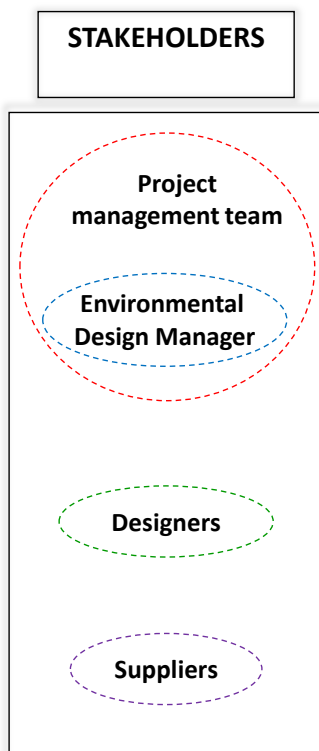 STAKEHOLDERS
Project
management team
Environmental
Design Manager
Designers
Suppliers